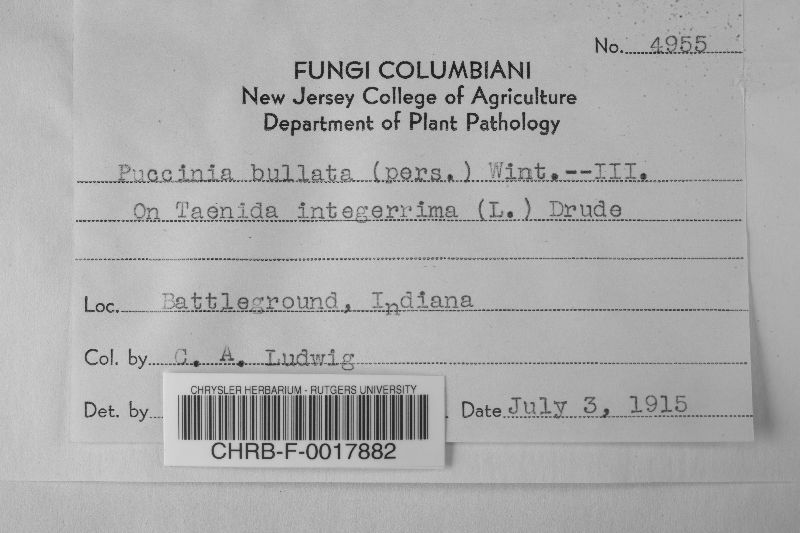 No. 4955
FUNGI COLUMBIANI
New Jersey College of Agriculture
Department of Plant Pathology
Puccinia bullata (pers.) Wint.--III.
On Taenida integerrima (L.) Drude
Loc. Battleground, Indiana
Col. by C. A. Ludwig
Det. by Date July 3, 1915
CHRYSLER HERBARIUM - RUTGERS UNIVERSITY
CHRB-F-0017882